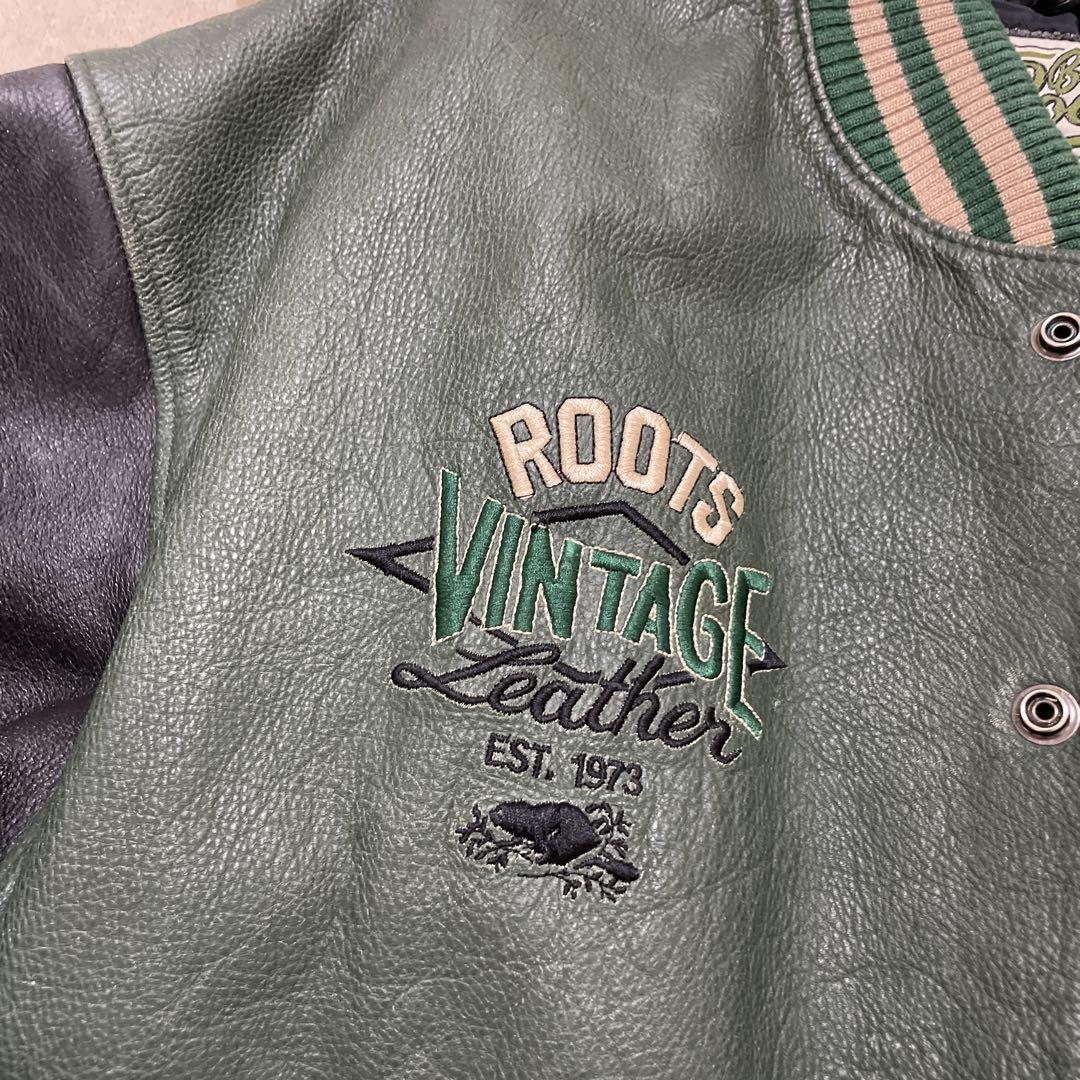 ROOTS
VINTAGE
Leather
EST. 1973